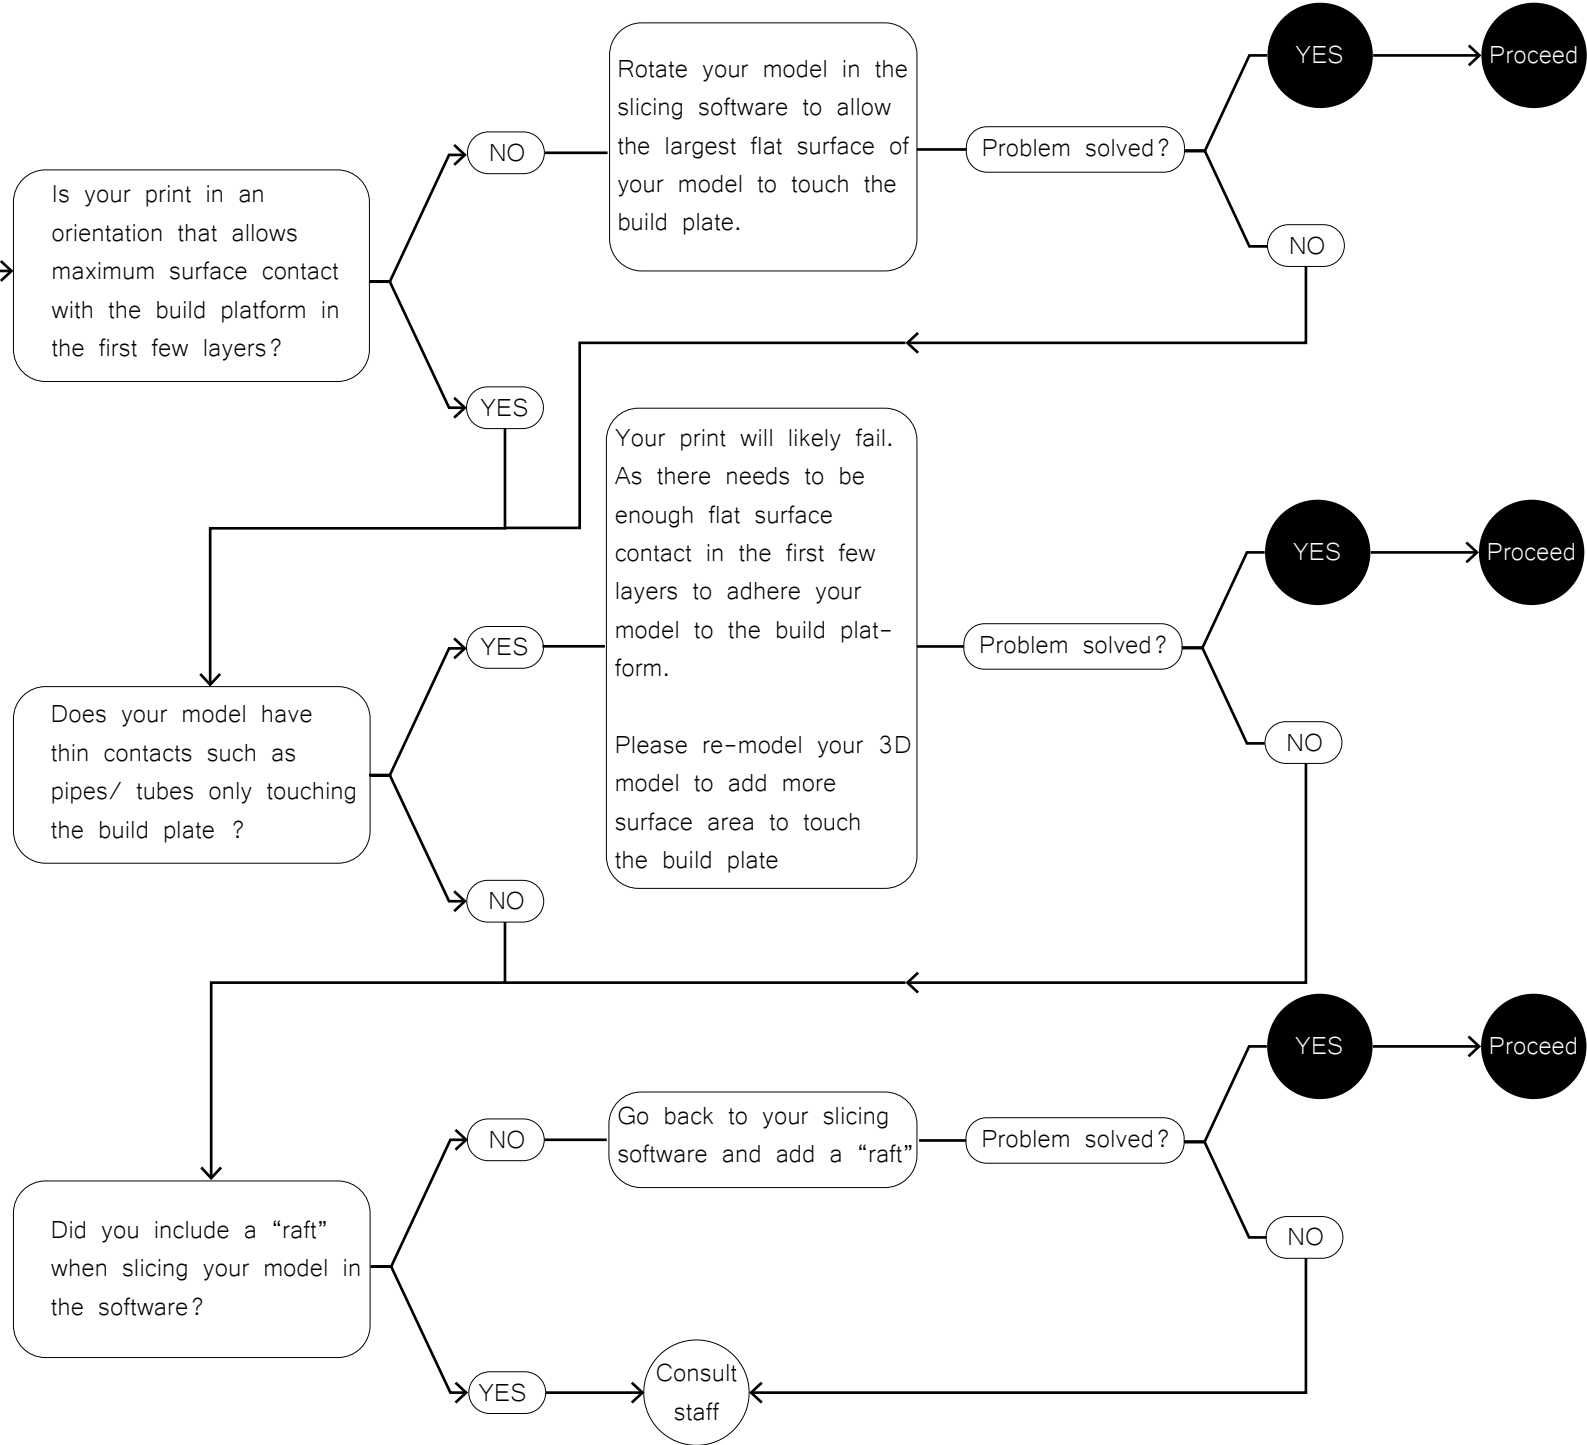 Is your print in an
orientation that allows
maximum surface contact
with the build platform in
the first few layers?
NO
Rotate your model in the
slicing software to allow
the largest flat surface of
your model to touch the
build plate.
Problem solved?
YES
Proceed
NO
YES
Does your model have
thin contacts such as
pipes/ tubes only touching
the build plate ?
YES
Your print will likely fail.
As there needs to be
enough flat surface
contact in the first few
layers to adhere your
model to the build plat-
form.
Please re-model your 3D
model to add more
surface area to touch
the build plate
Problem solved?
YES
Proceed
NO
NO
Did you include a “raft”
when slicing your model in
the software?
NO
Go back to your slicing
software and add a “raft”
Problem solved?
YES
Proceed
NO
YES
Consult
staff